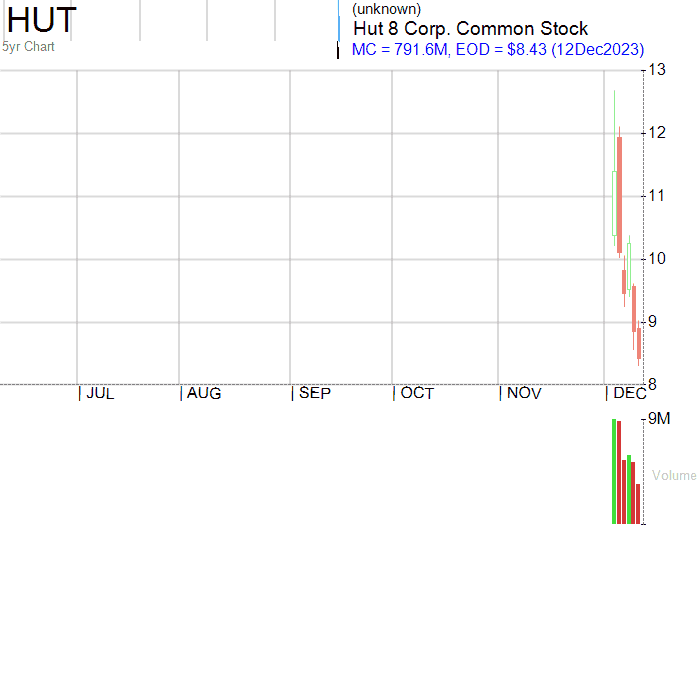 HUT
5yr Chart
(unknown)
Hut 8 Corp. Common Stock
MC = 791.6M, EOD = $8.43 (12Dec2023)
13
12
11
10
9
8
| JUL | AUG | SEP | OCT | NOV | DEC
9M
Volume